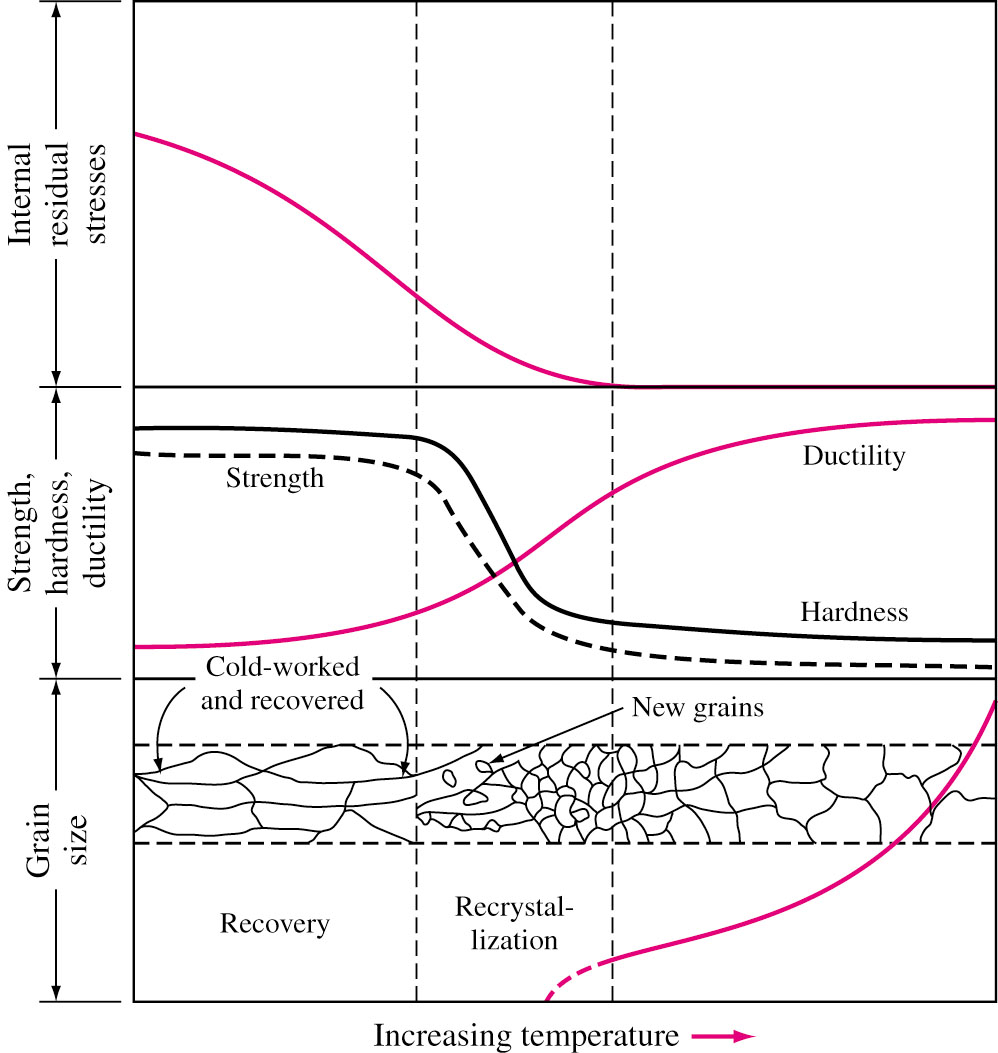 Internal
residual
stresses
Strength,
hardness,
ductility
Strength
Ductility
Hardness
Cold-worked
and recovered
New grains
Grain
size
Recovery
Recrystal-
lization
Increasing temperature